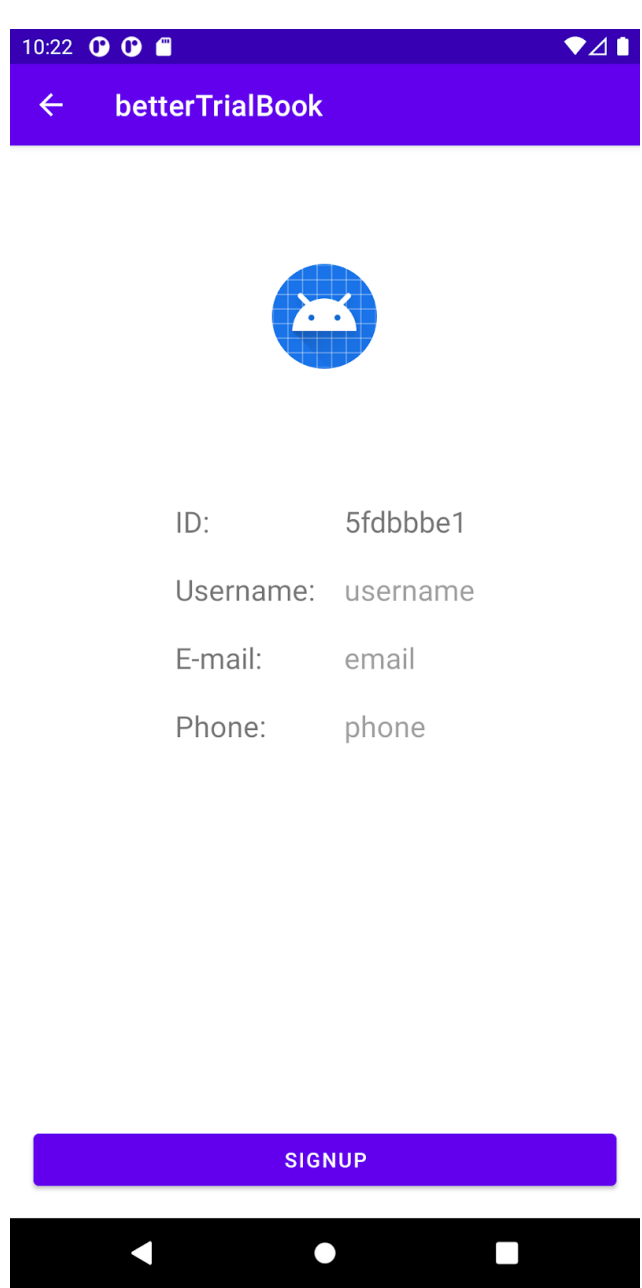 10:22
betterTrialBook
ID: 5fdbbbe1
Username: username
E-mail: email
Phone: phone
SIGNUP